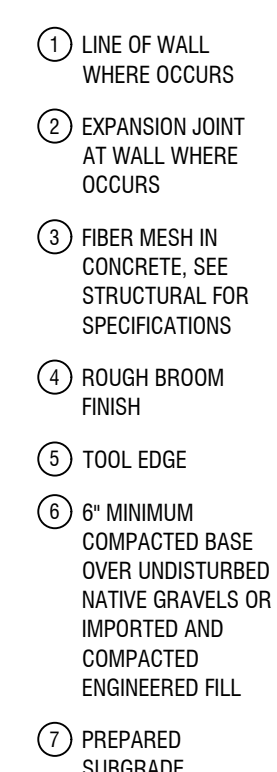 1 LINE OF WALL
WHERE OCCURS
2 EXPANSION JOINT
AT WALL WHERE
OCCURS
3 FIBER MESH IN
CONCRETE, SEE
STRUCTURAL FOR
SPECIFICATIONS
4 ROUGH BROOM
FINISH
5 TOOL EDGE
6 6" MINIMUM
COMPACTED BASE
OVER UNDISTURBED
NATIVE GRAVELS OR
IMPORTED AND
COMPACTED
ENGINEERED FILL
7 PREPARED
SUBGRADE